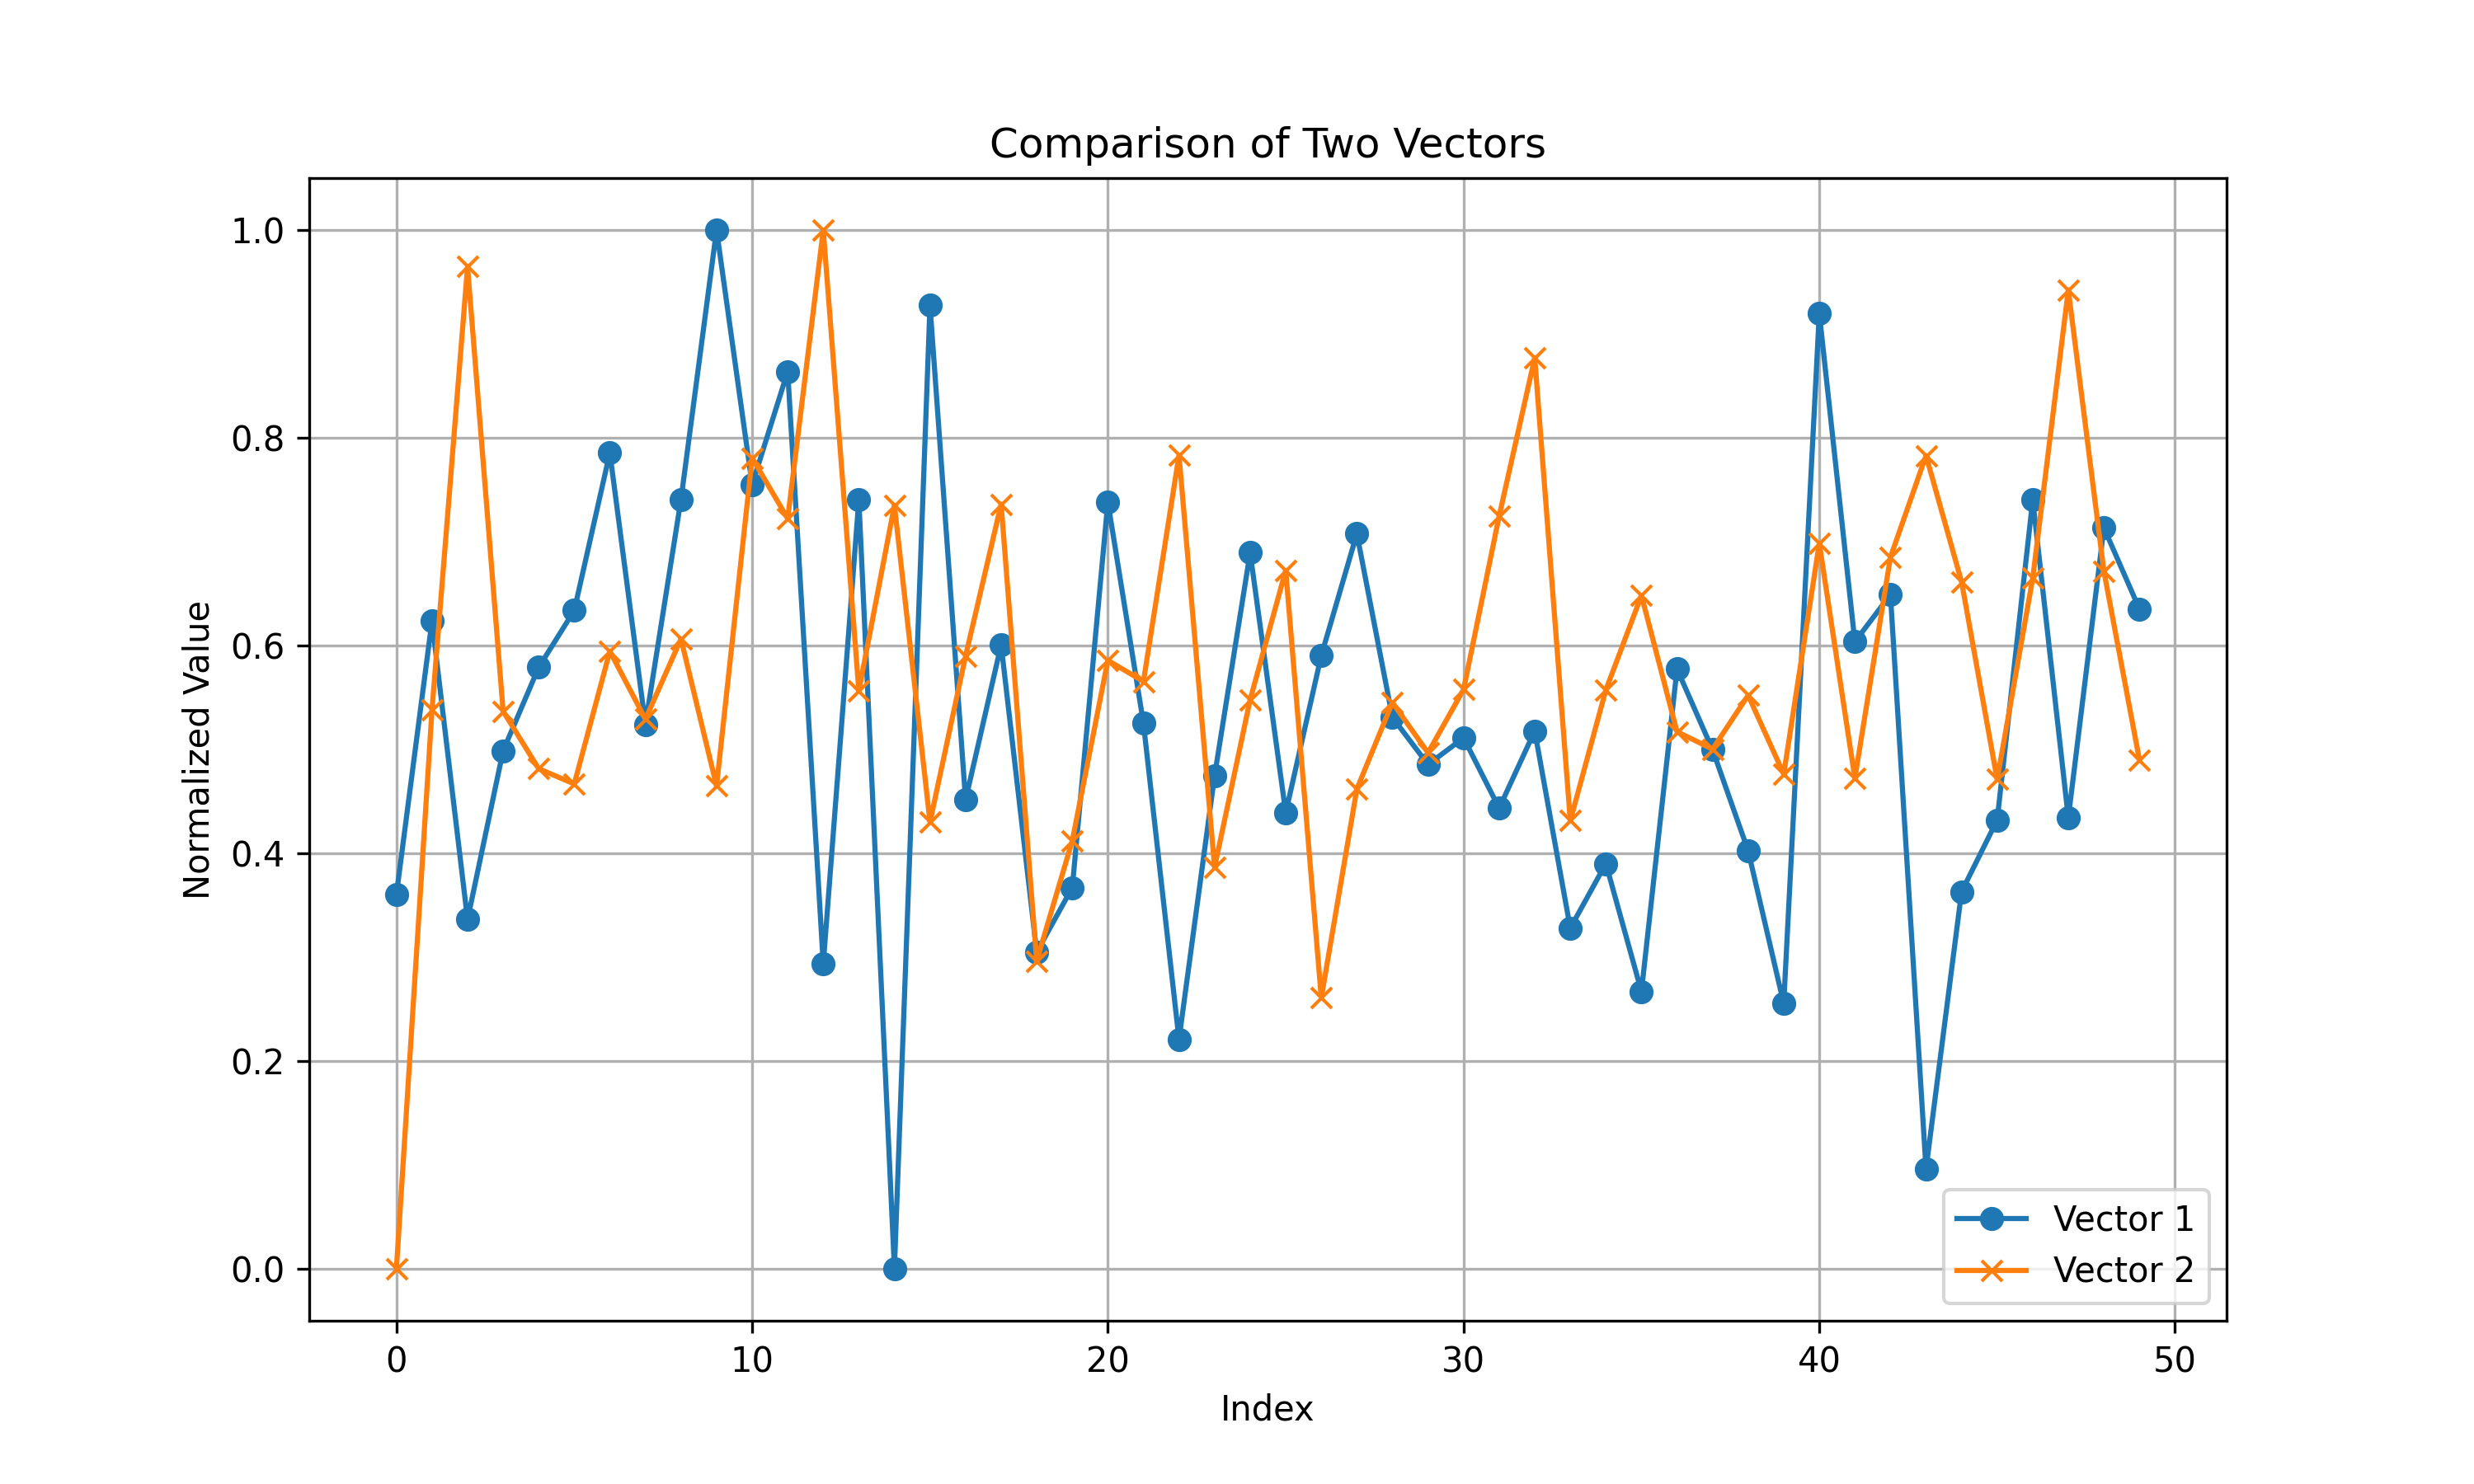 Comparison of Two Vectors
1.0
0.8
0.6
0.4
0.2
0.0
Normalized Value
0 10 20 30 40 50
Index
Vector 1
Vector 2